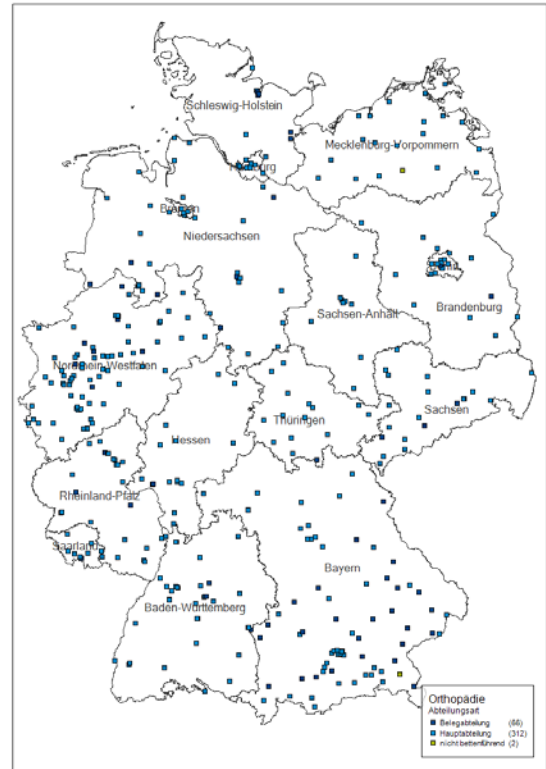 Schleswig-Holstein
Mecklenburg-Vorpommern
Niedersachsen
Sachsen-Anhalt
Brandenburg
Nordrhein-Westfalen
Sachsen
Thüringen
Hessen
Rheinland-Pfalz
Saarland
Bayern
Baden-Württemberg
Orthopädie
Abteilungsart
Belegabteilung (66)
Hauptabteilung (312)
nicht bettenführend (2)